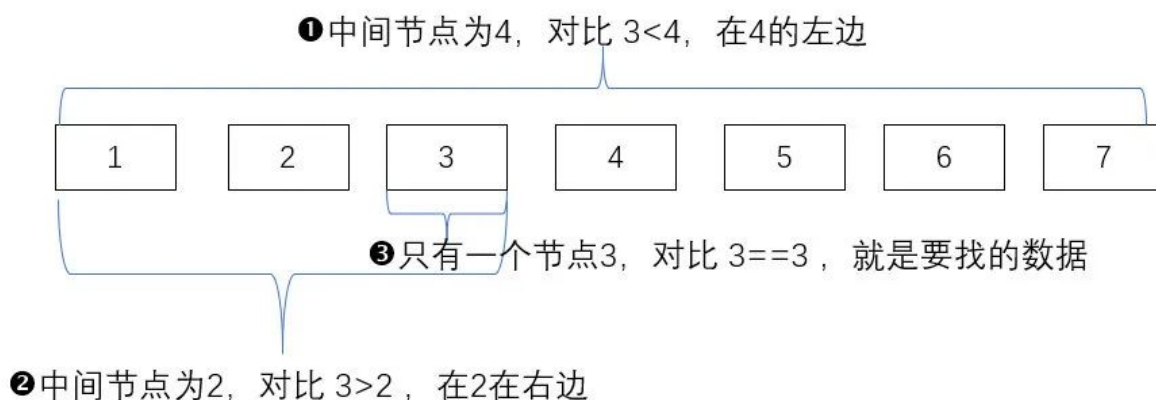 ❶中间节点为4，对比 3<4，在4的左边
1 2 3 4 5 6 7
❸只有一个节点3，对比 3==3 ，就是要找的数据
❷中间节点为2，对比 3>2 ，在2在右边